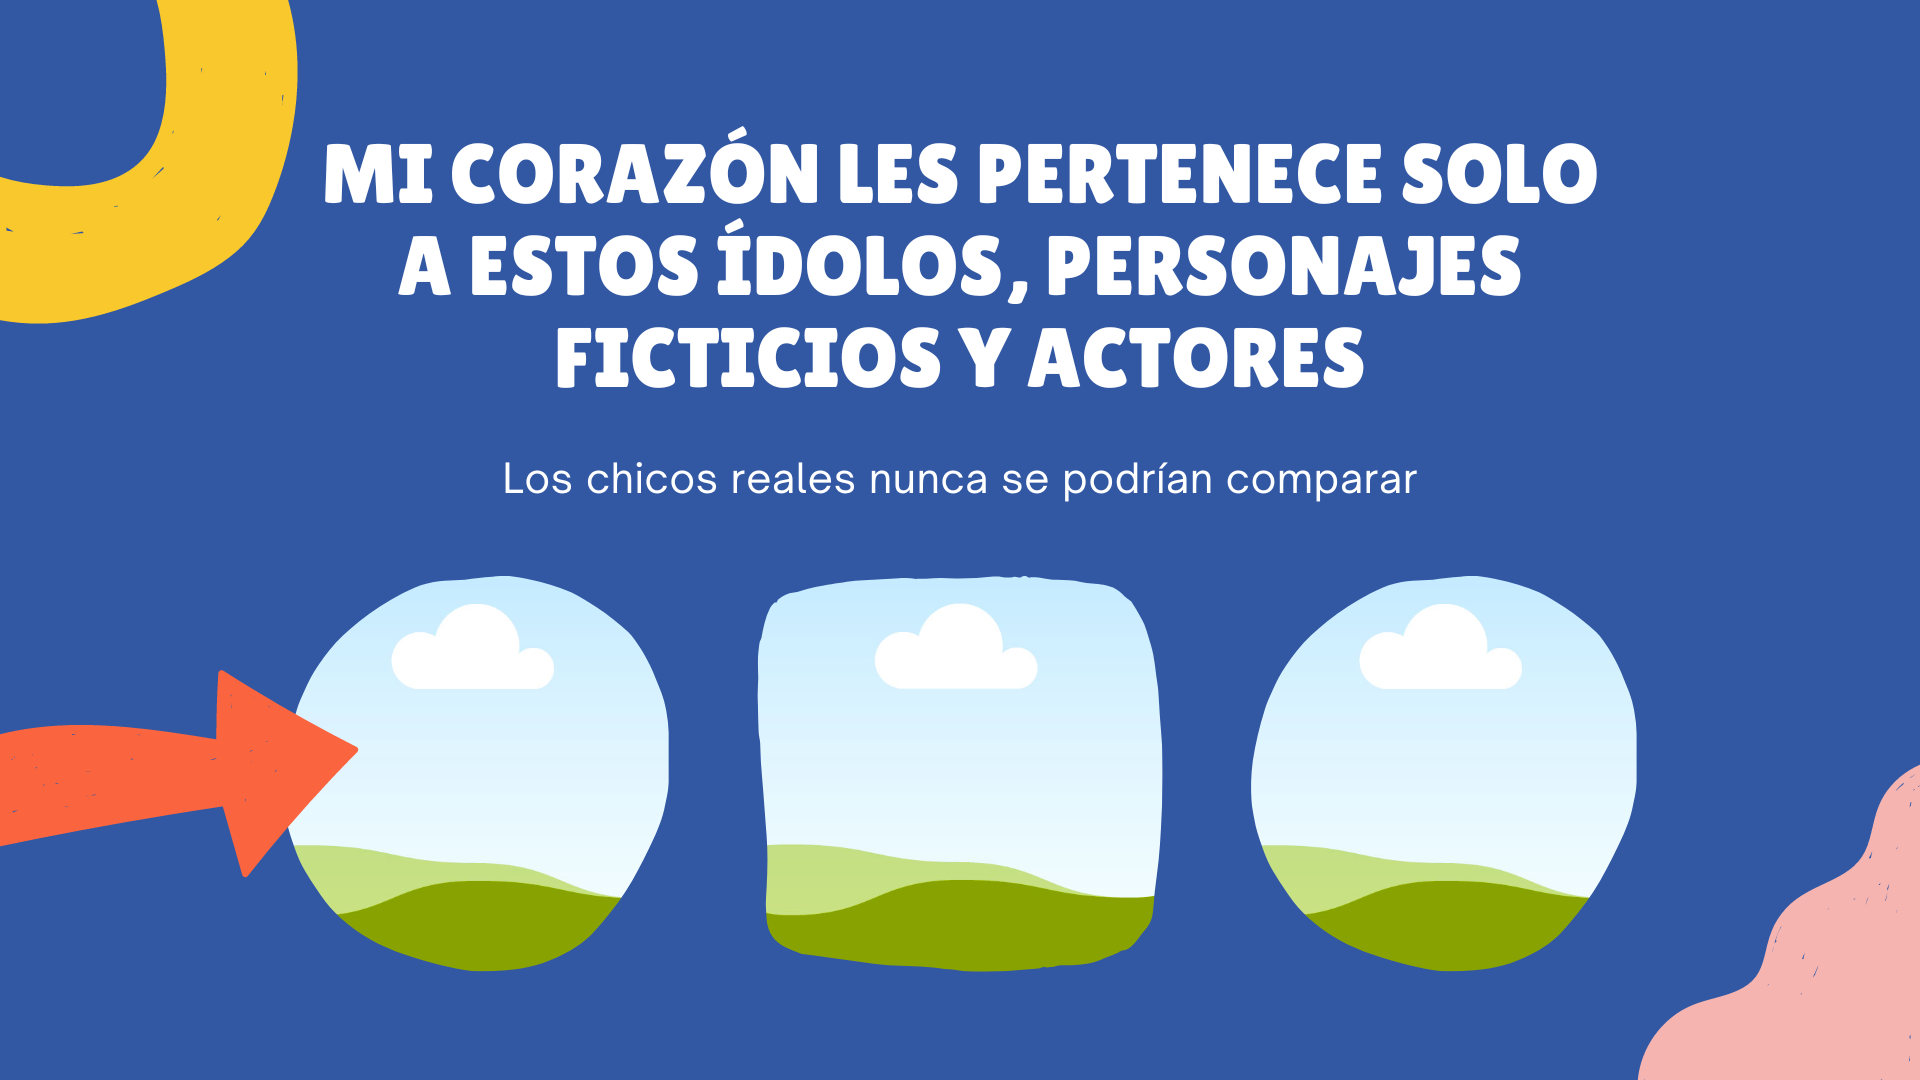 MI CORAZÓN LES PERTENECE SOLO
A ESTOS ÍDOLOS, PERSONAJES
FICTICIOS Y ACTORES
Los chicos reales nunca se podrían comparar